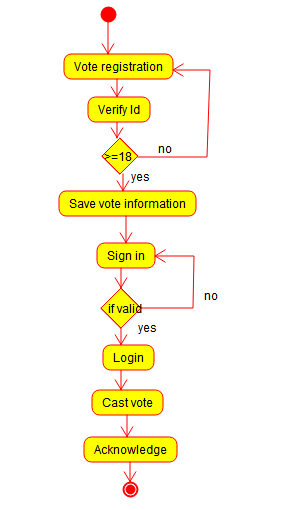 Vote registration
Verify Id
>=18
no
yes
Save vote information
Sign in
if valid
no
yes
Login
Cast vote
Acknowledge